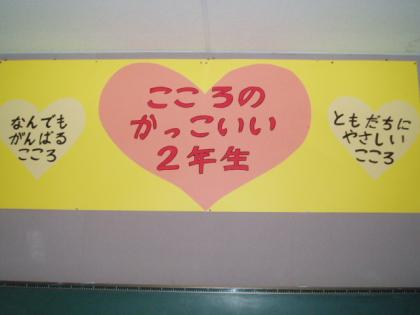 なんでも
がんばる
こころ
こころの
かっこいい
2年生
ともだちに
やさしい
こころ